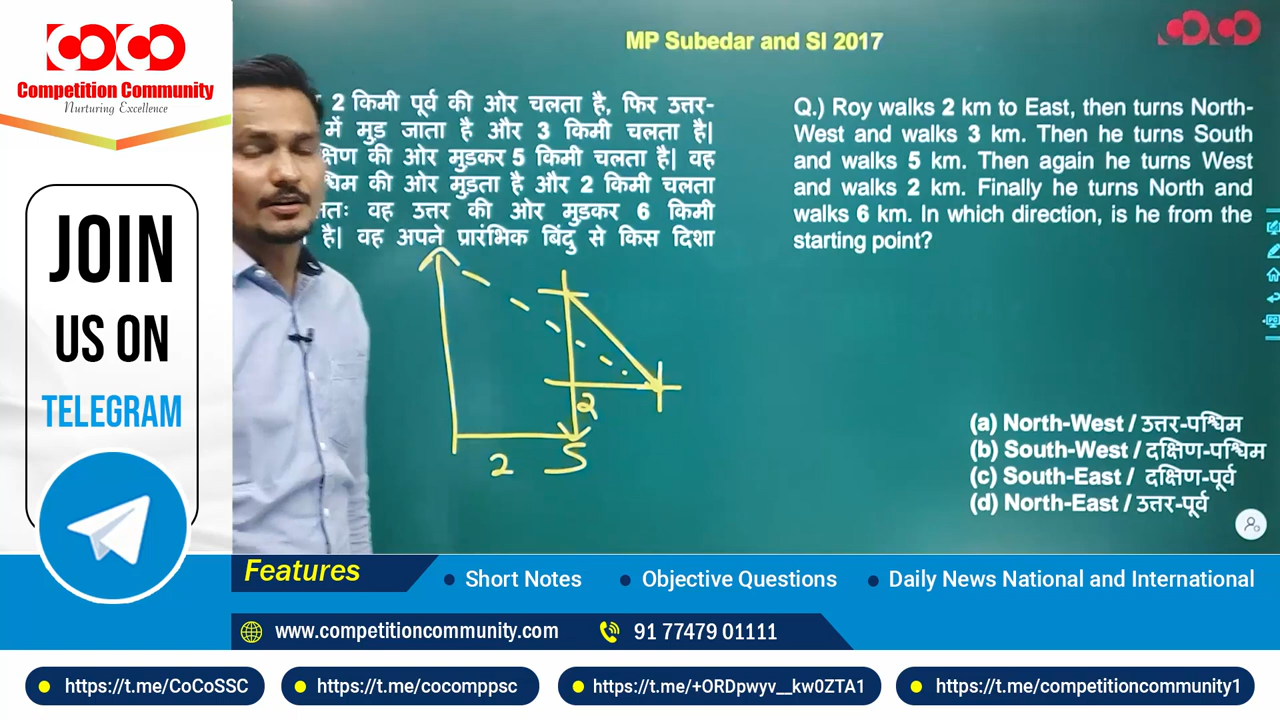 COCO
Competition Community
Nurturing Excellence
MP Subedar and SI 2017
COCO
2 किमी पूर्व की ओर चलता है, फिर उत्तर-
में मुड़ जाता है और 3 किमी चलता है|
की ओर मुडकर 5 किमी चलता है| वह
की ओर मुड़ता है और 2 किमी चलता
वह उत्तर की ओर मुडकर 6 किमी
है| वह अपने प्रारंभिक बिंदु से किस दिशा
Q.) Roy walks 2 km to East, then turns North-
West and walks 3 km. Then he turns South
and walks 5 km. Then again he turns West
and walks 2 km. Finally he turns North and
walks 6 km. In which direction, is he from the
starting point?
2
2
5
(a) North-West / उत्तर-पश्चिम
(b) South-West / दक्षिण-पश्चिम
(c) South-East / दक्षिण-पूर्व
(d) North-East / उत्तर-पूर्व
JOIN
US ON
TELEGRAM
Features
Short Notes
Objective Questions
Daily News National and International
www.competitioncommunity.com
91 77479 01111
https://t.me/CoCoSSC
https://t.me/cocomppsc
https://t.me/+ORDpwyv__kw0ZTA1
https://t.me/competitioncommunity1